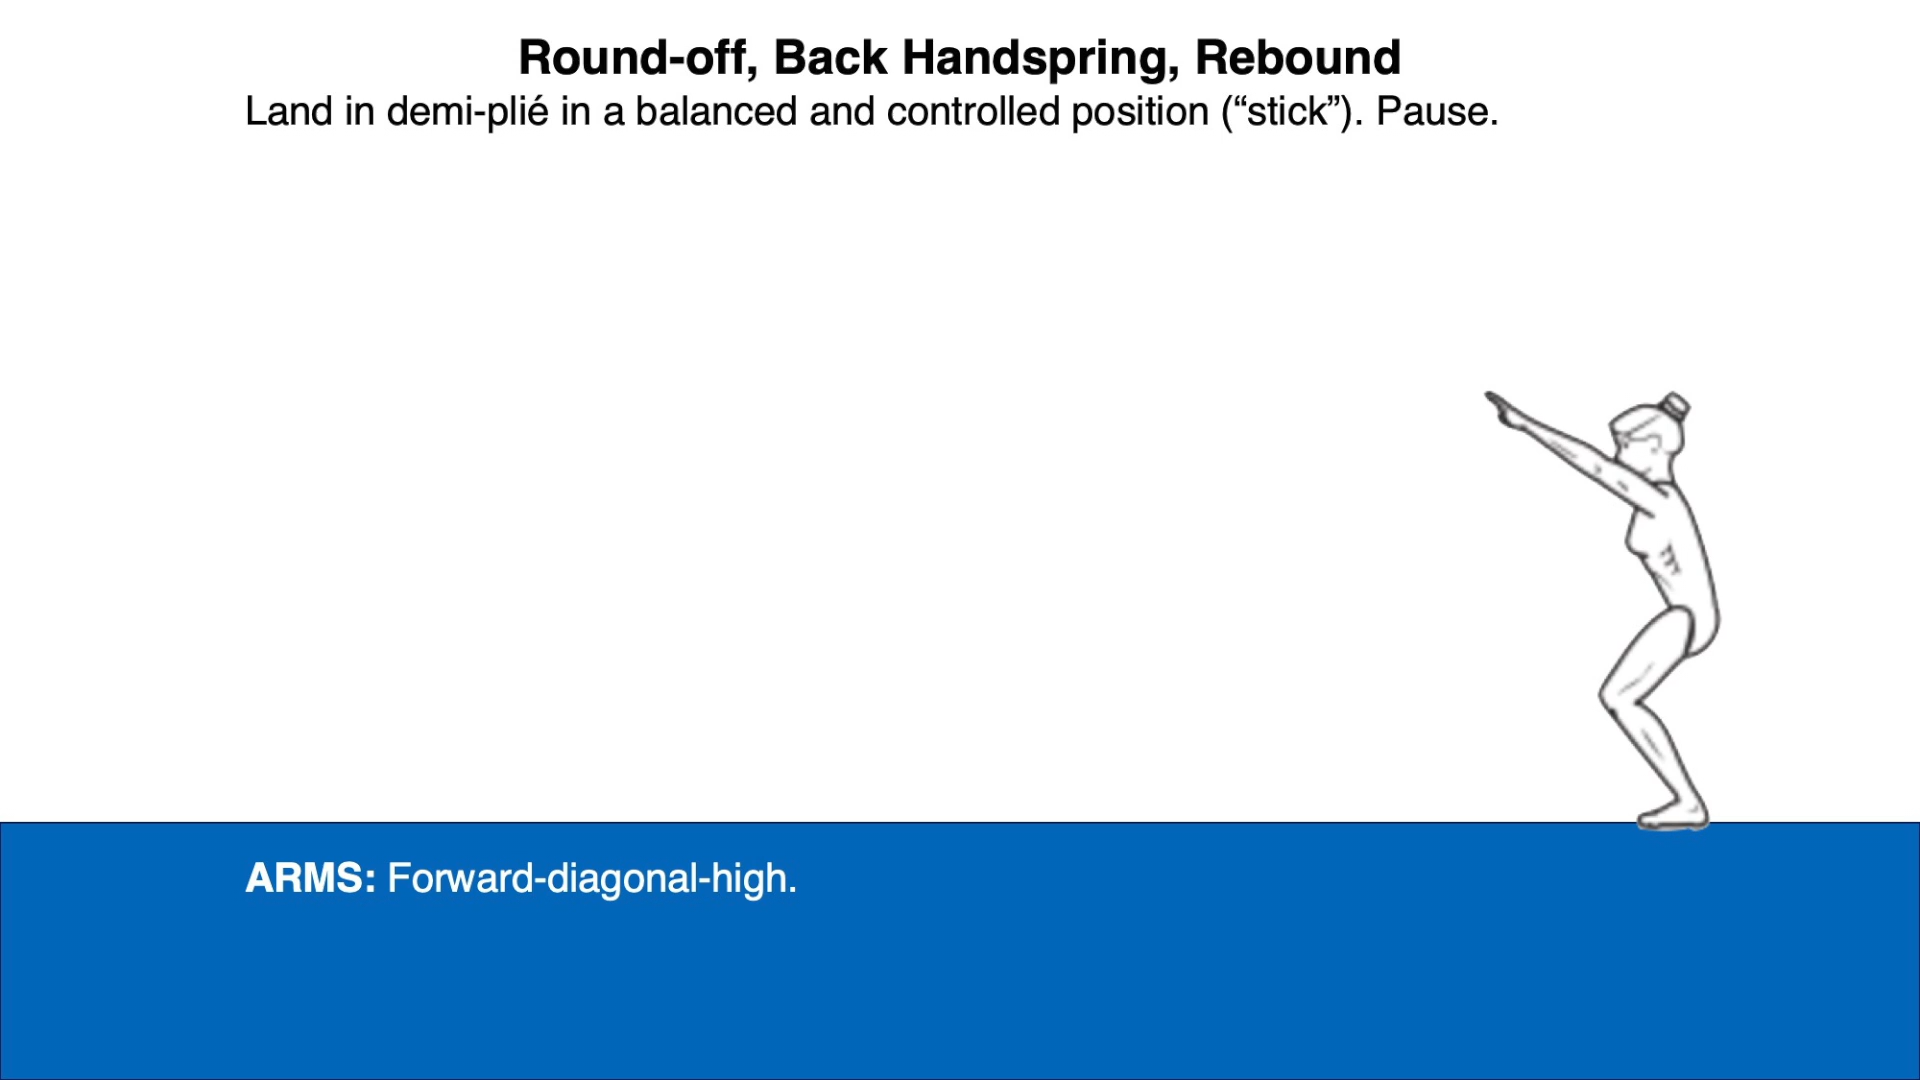 Round-off, Back Handspring, Rebound
Land in demi-plié in a balanced and controlled position (“stick”). Pause.
ARMS: Forward-diagonal-high.